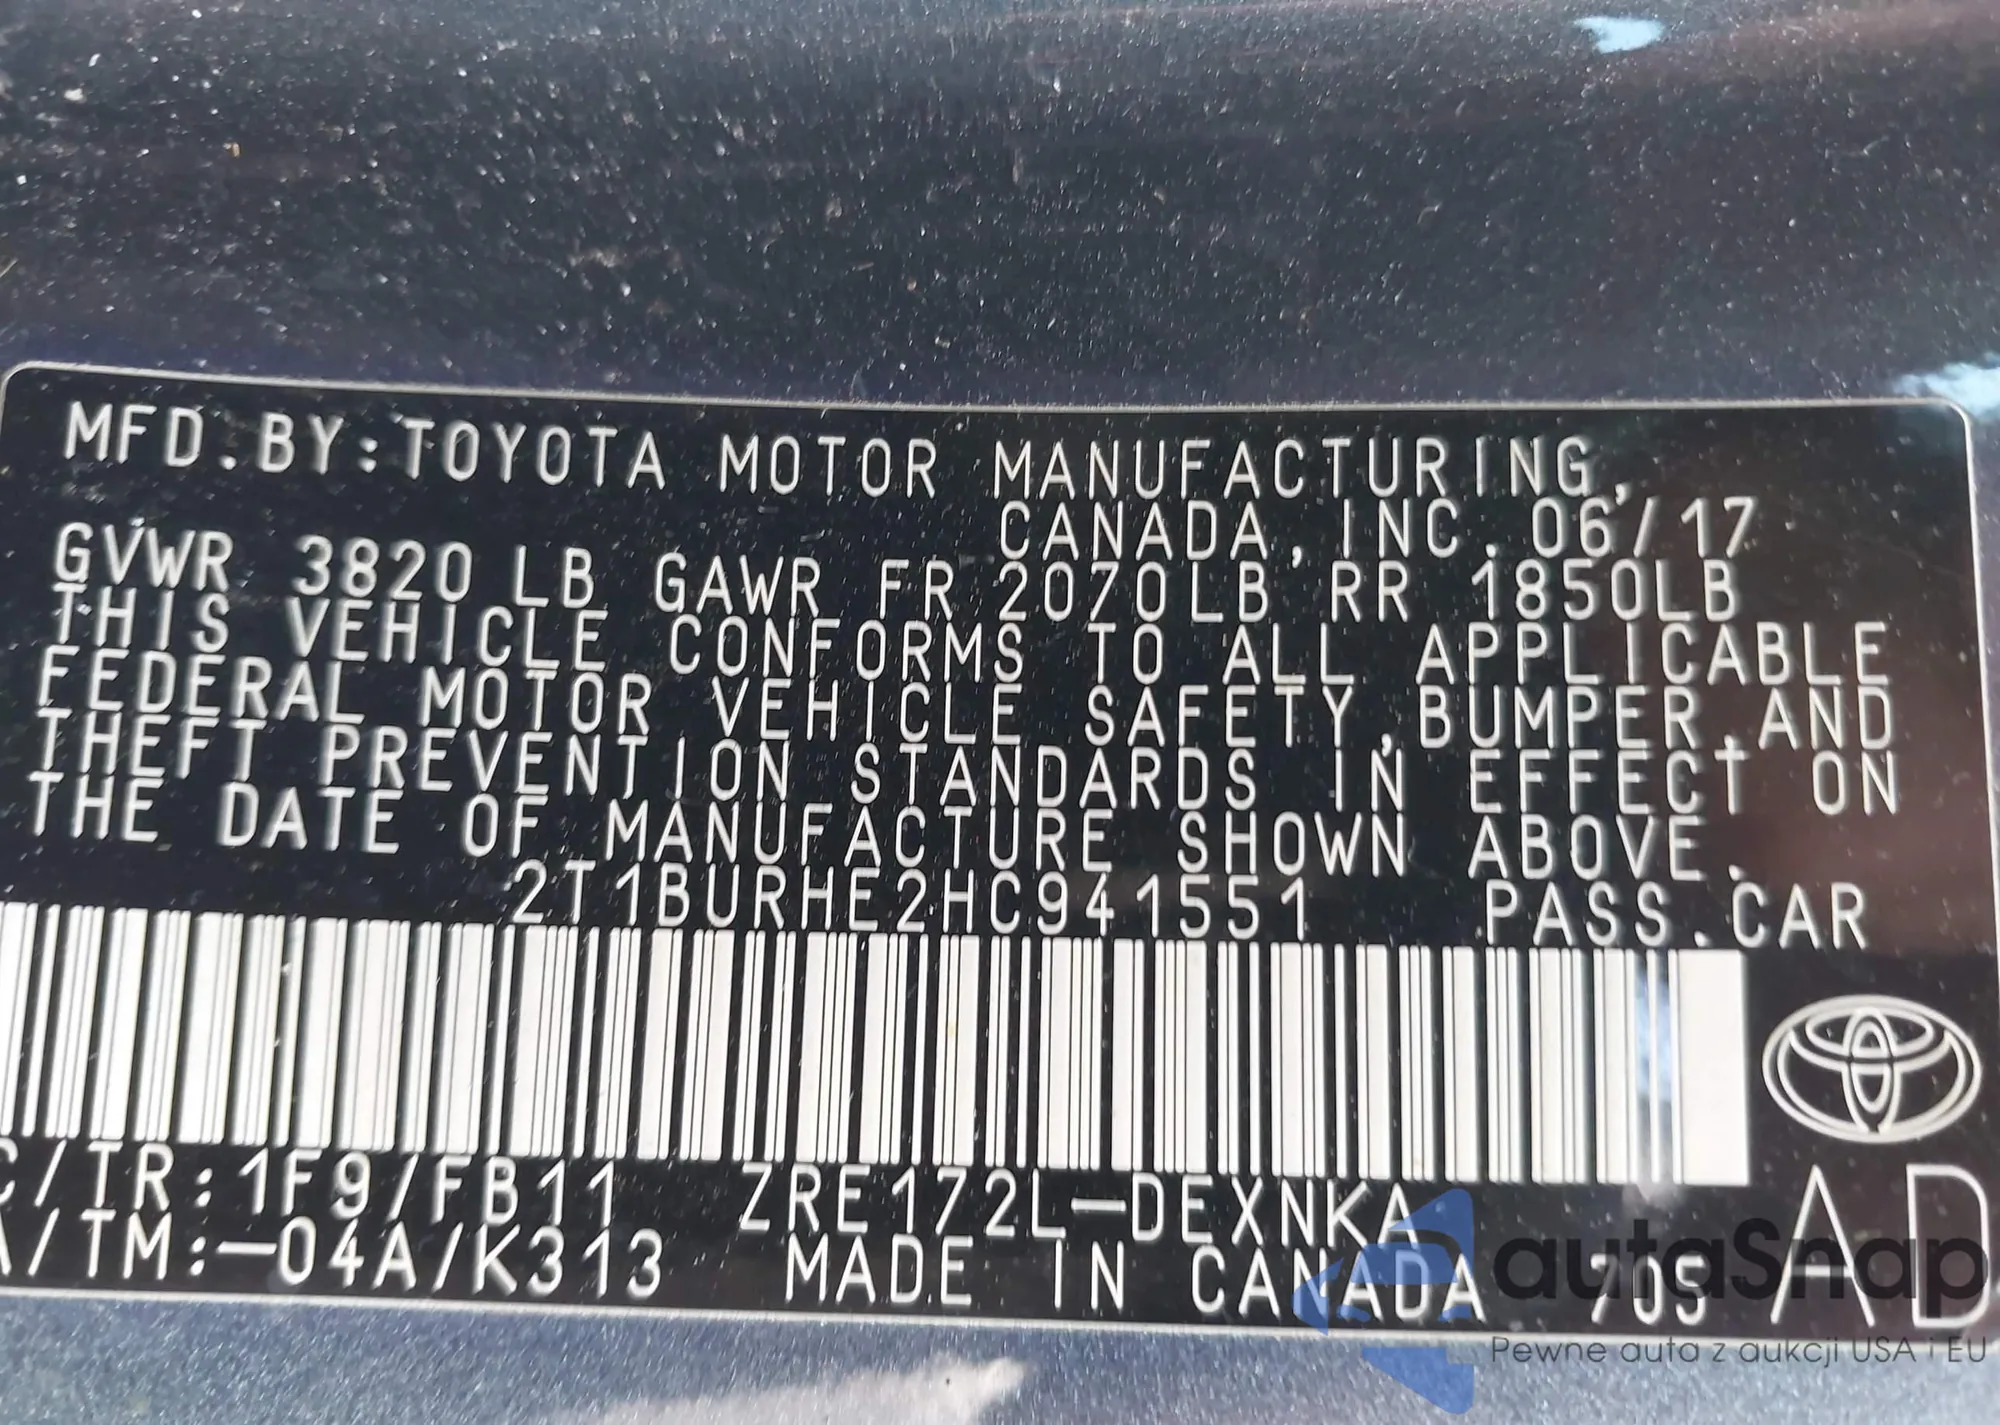 MFD.BY:TOYOTA MOTOR MANUFACTURING,
CANADA,INC. 06/17
GVWR 3820 LB GAWR FR 2070LB RR 1850LB
THIS VEHICLE CONFORMS TO ALL APPLICABLE
FEDERAL MOTOR VEHICLE SAFETY,BUMPER,AND
THEFT PREVENTION STANDARDS IN EFFECT ON
THE DATE OF MANUFACTURE SHOWN ABOVE.
2T1BURHE2HC941551 PASS.CAR
C/TR:1F9/FB11 ZRE172L-DEXNKA
A/TM:-04A/K313 MADE IN CANADA 705
AD
autaSnap
Pewne auta z aukcji USA i EU